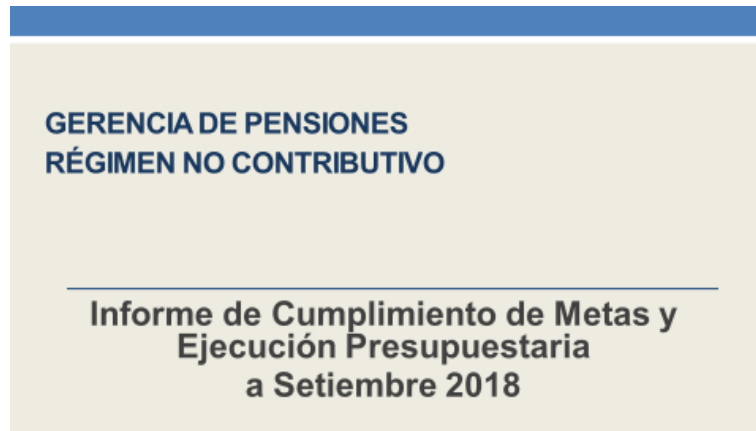 GERENCIA DE PENSIONES
RÉGIMEN NO CONTRIBUTIVO
Informe de Cumplimiento de Metas y
Ejecución Presupuestaria
a Setiembre 2018